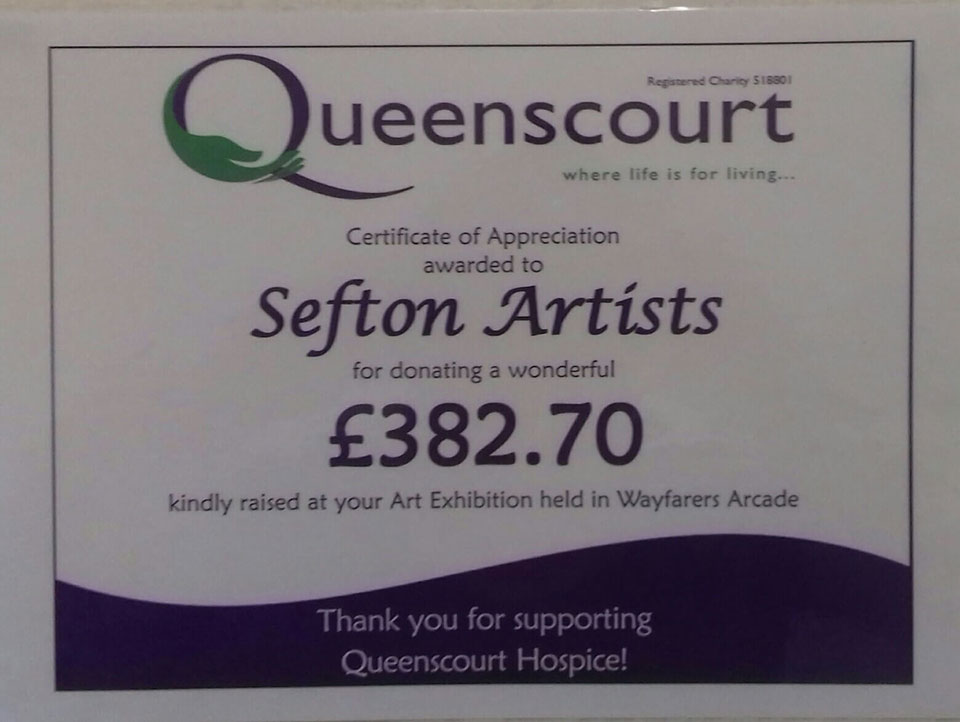 Registered Charity 518801
Queenscourt
where life is for living...
Certificate of Appreciation
awarded to
Sefton Artists
for donating a wonderful
£382.70
kindly raised at your Art Exhibition held in Wayfarers Arcade
Thank you for supporting
Queenscourt Hospice!